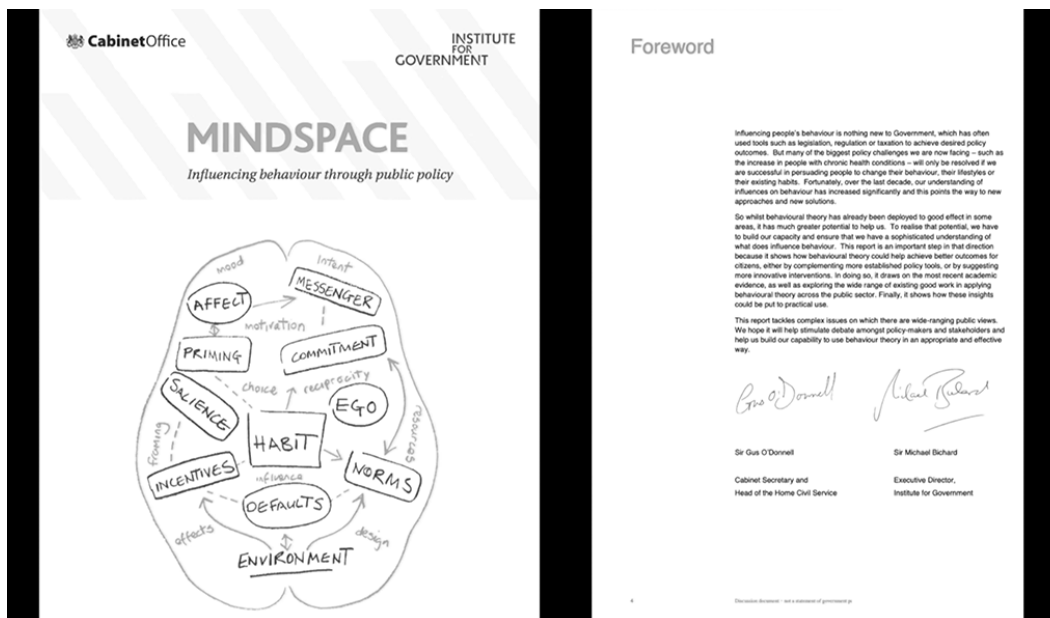 CabinetOffice
INSTITUTE
FOR
GOVERNMENT
MINDSPACE
Influencing behaviour through public policy
mood
intent
AFFECT
MESSENGER
motivation
PRIMING
COMMITMENT
choice
reciprocity
SALIENCE
EGO
HABIT
framing
resources
INCENTIVES
NORMS
influence
DEFAULTS
effects
design
ENVIRONMENT
Foreword
Influencing people's behaviour is nothing new to Government, which has often
used tools such as legislation, regulation or taxation to achieve desired policy
outcomes. But many of the biggest policy challenges we are now facing – such as
the increase in people with chronic health conditions – will only be resolved if we
are successful in persuading people to change their behaviour, their lifestyles or
their existing habits. Fortunately, over the last decade, our understanding of
influences on behaviour has increased significantly and this points the way to new
approaches and new solutions.
So whilst behavioural theory has already been deployed to good effect in some
areas, it has much greater potential to help us. To realise that potential, we have
to build our capacity and ensure that we have a sophisticated understanding of
what does influence behaviour. This report is an important step in that direction
because it shows how behavioural theory could help achieve better outcomes for
citizens, either by complementing more established policy tools, or by suggesting
more innovative interventions. In doing so, it draws on the most recent academic
evidence, as well as exploring the wide range of existing good work in applying
behavioural theory across the public sector. Finally, it shows how these insights
could be put to practical use.
This report tackles complex issues on which there are wide-ranging public views.
We hope it will help stimulate debate amongst policy-makers and stakeholders and
help us build our capability to use behaviour theory in an appropriate and effective
way.
Gus O'Donnell
Michael Bichard
Sir Gus O'Donnell
Sir Michael Bichard
Cabinet Secretary and
Head of the Home Civil Service
Executive Director,
Institute for Government
Discussion document – not a statement of government p